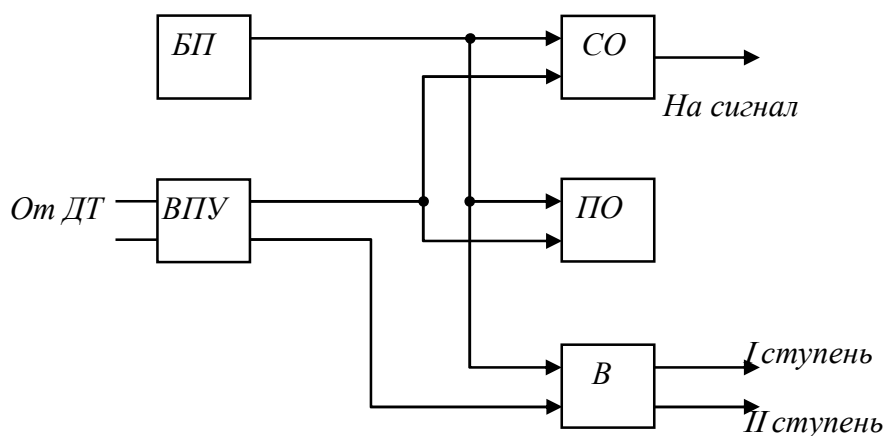 БП
СО
На сигнал
От ДТ
ВПУ
ПО
I ступень
В
II ступень